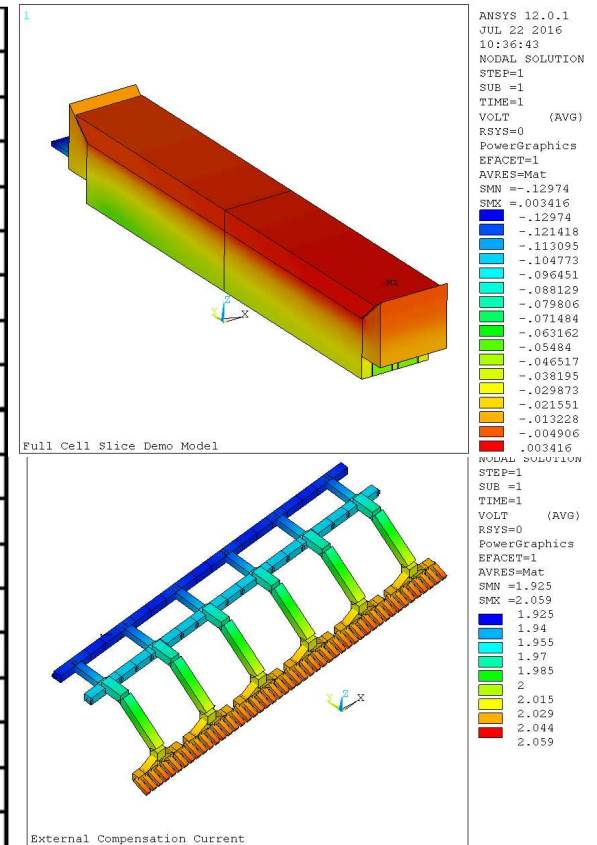 1
ANSYS 12.0.1
JUL 22 2016
10:36:43
NODAL SOLUTION
STEP=1
SUB =1
TIME=1
VOLT (AVG)
RSYS=0
PowerGraphics
EFACET=1
AVRES=Mat
SMN =-.12974
SMX =.003416
-.12974
-.121418
-.113095
-.104773
-.096451
-.088129
-.079806
-.071484
-.063162
-.05484
-.046517
-.038195
-.029873
-.021551
-.013228
-.004906
.003416
MX
Z
Y
X
Full Cell Slice Demo Model
NODAL SOLUTION
STEP=1
SUB =1
TIME=1
VOLT (AVG)
RSYS=0
PowerGraphics
EFACET=1
AVRES=Mat
SMN =1.925
SMX =2.059
1.925
1.94
1.955
1.97
1.985
2
2.015
2.029
2.044
2.059
Z
Y
X
External Compensation Current